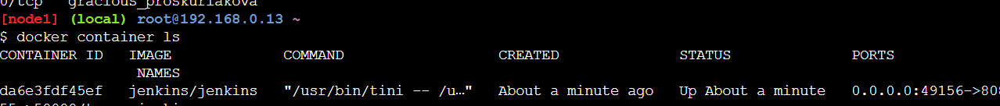 0/tcp gracious_proskuriakova
[node1] (local) root@192.168.0.13 ~
$ docker container ls
CONTAINER ID IMAGE COMMAND CREATED STATUS PORTS
NAMES
da6e3fdf45ef jenkins/jenkins "/usr/bin/tini -- /u…" About a minute ago Up About a minute 0.0.0.0:49156->808